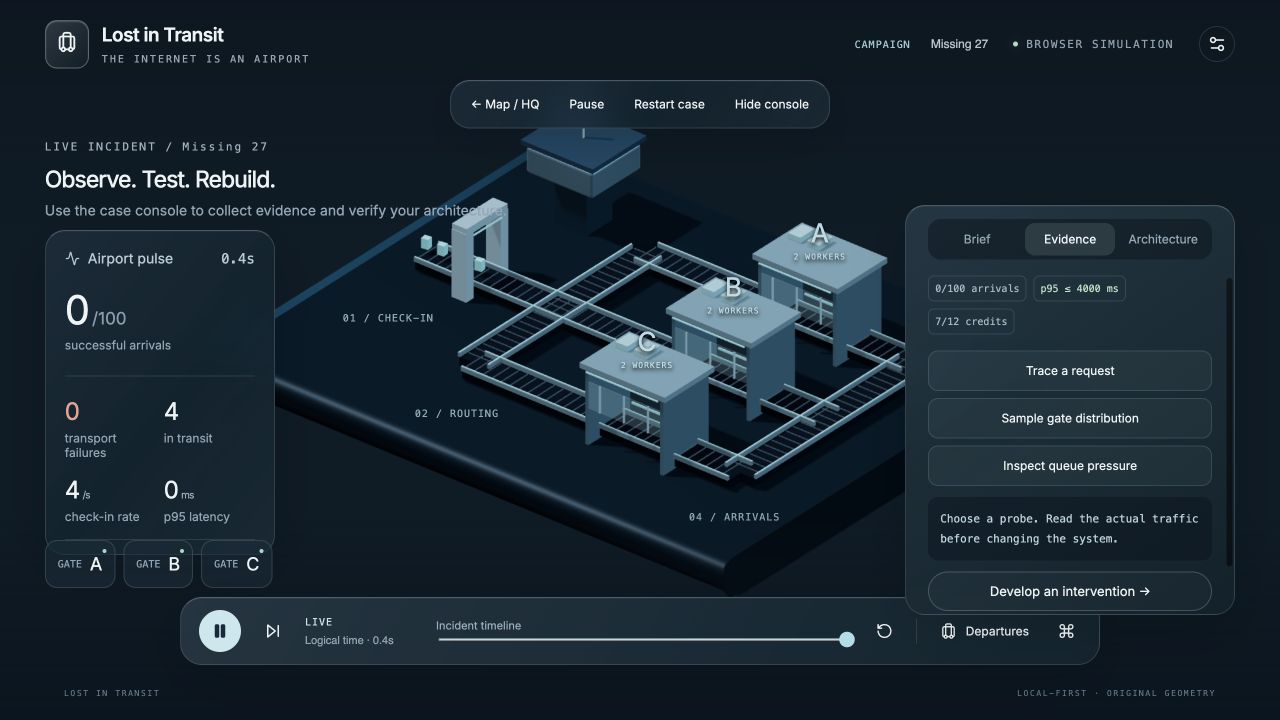 Lost in Transit
THE INTERNET IS AN AIRPORT
CAMPAIGN Missing 27 BROWSER SIMULATION
← Map / HQ Pause Restart case Hide console
LIVE INCIDENT / Missing 27
Observe. Test. Rebuild.
Use the case console to collect evidence and verify your architecture.
Airport pulse 0.4s
0/100
successful arrivals
0
transport
failures
4
in transit
4 /s
check-in rate
0 ms
p95 latency
GATE A
GATE B
GATE C
01 / CHECK-IN
02 / ROUTING
04 / ARRIVALS
A
2 WORKERS
B
2 WORKERS
C
2 WORKERS
Brief Evidence Architecture
0/100 arrivals p95 ≤ 4000 ms
7/12 credits
Trace a request
Sample gate distribution
Inspect queue pressure
Choose a probe. Read the actual traffic
before changing the system.
Develop an intervention →
LIVE
Logical time · 0.4s
Incident timeline
Departures
⌘
LOST IN TRANSIT
LOCAL-FIRST · ORIGINAL GEOMETRY